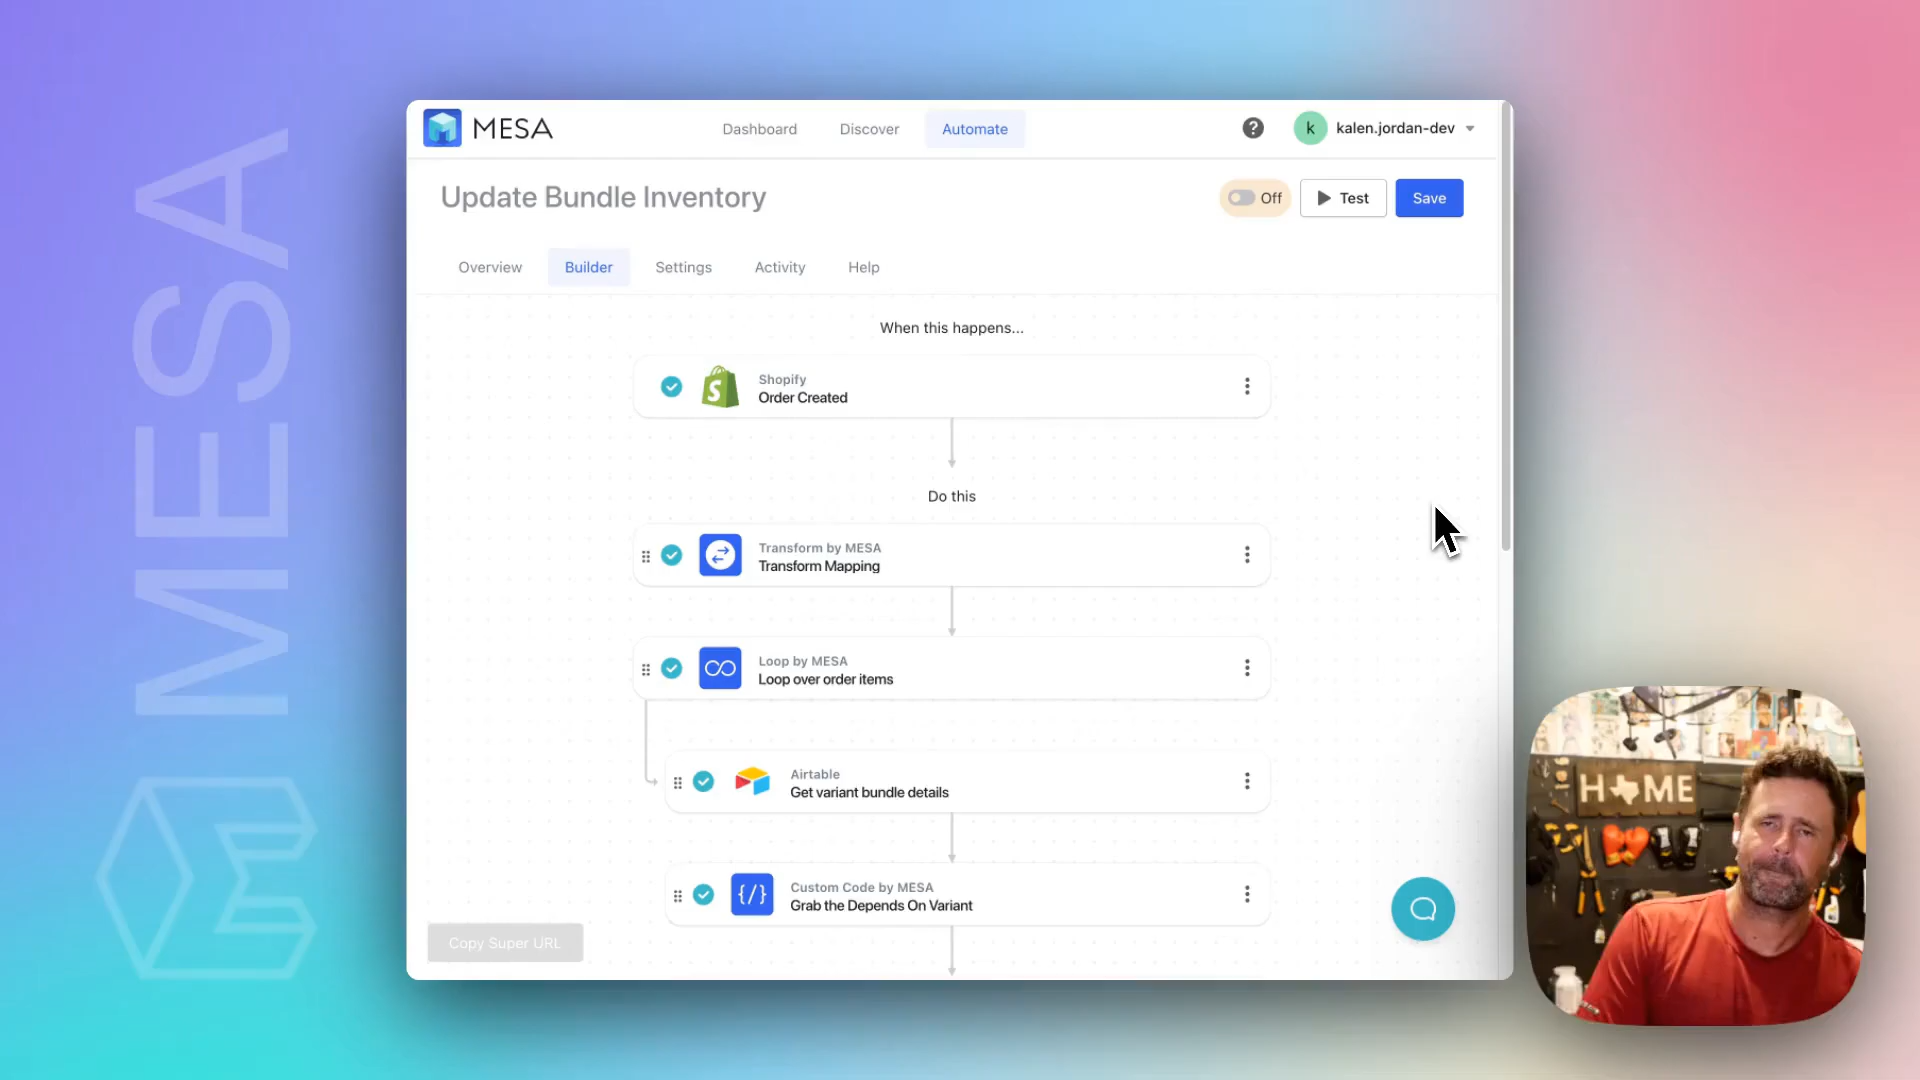 MESA
MESA
Dashboard
Discover
Automate
?
k
kalen.jordan-dev
Update Bundle Inventory
Off
Test
Save
Overview
Builder
Settings
Activity
Help
When this happens...
Shopify
Order Created
Do this
Transform by MESA
Transform Mapping
Loop by MESA
Loop over order items
Airtable
Get variant bundle details
{/}
Custom Code by MESA
Grab the Depends On Variant
Copy Super URL
HOME